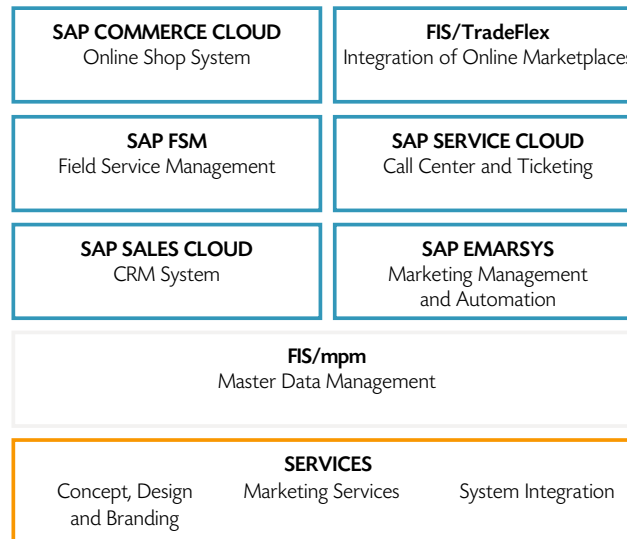 SAP COMMERCE CLOUD
Online Shop System
FIS/TradeFlex
Integration of Online Marketplaces
SAP FSM
Field Service Management
SAP SERVICE CLOUD
Call Center and Ticketing
SAP SALES CLOUD
CRM System
SAP EMARSYS
Marketing Management
and Automation
FIS/mpm
Master Data Management
SERVICES
Concept, Design
and Branding
Marketing Services
System Integration